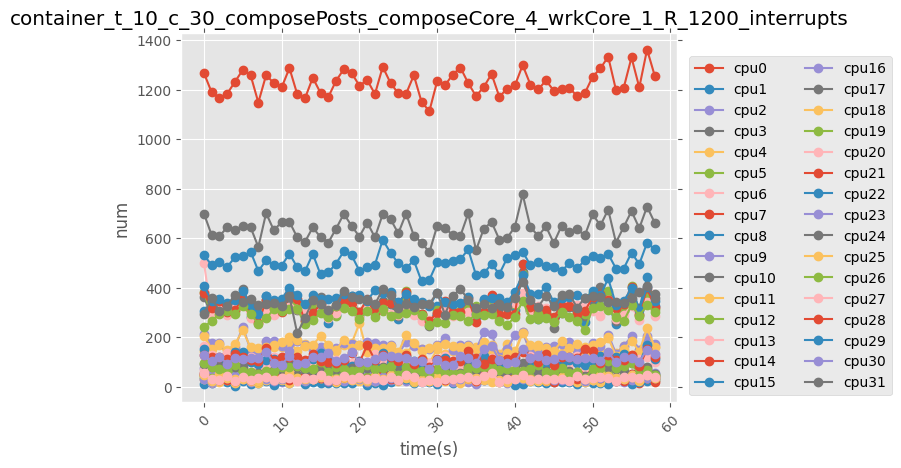 container_t_10_c_30_composePosts_composeCore_4_wrkCore_1_R_1200_interrupts
1400
1200
1000
800
600
400
200
0
num
0
10
20
30
40
50
60
time(s)
cpu0
cpu1
cpu2
cpu3
cpu4
cpu5
cpu6
cpu7
cpu8
cpu9
cpu10
cpu11
cpu12
cpu13
cpu14
cpu15
cpu16
cpu17
cpu18
cpu19
cpu20
cpu21
cpu22
cpu23
cpu24
cpu25
cpu26
cpu27
cpu28
cpu29
cpu30
cpu31